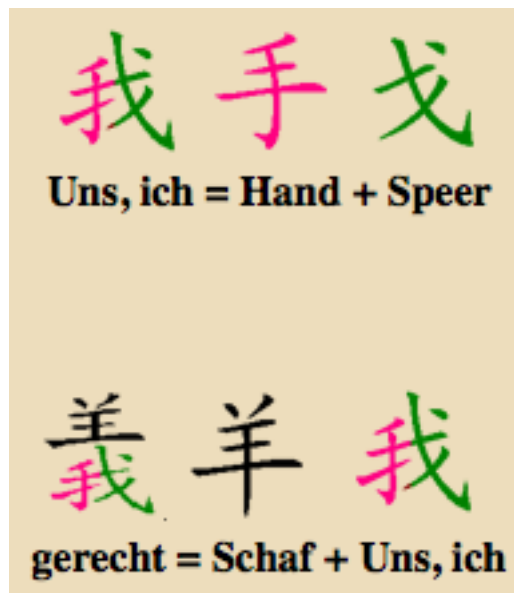 我 手 戈
Uns, ich = Hand + Speer
義 羊 我
gerecht = Schaf + Uns, ich